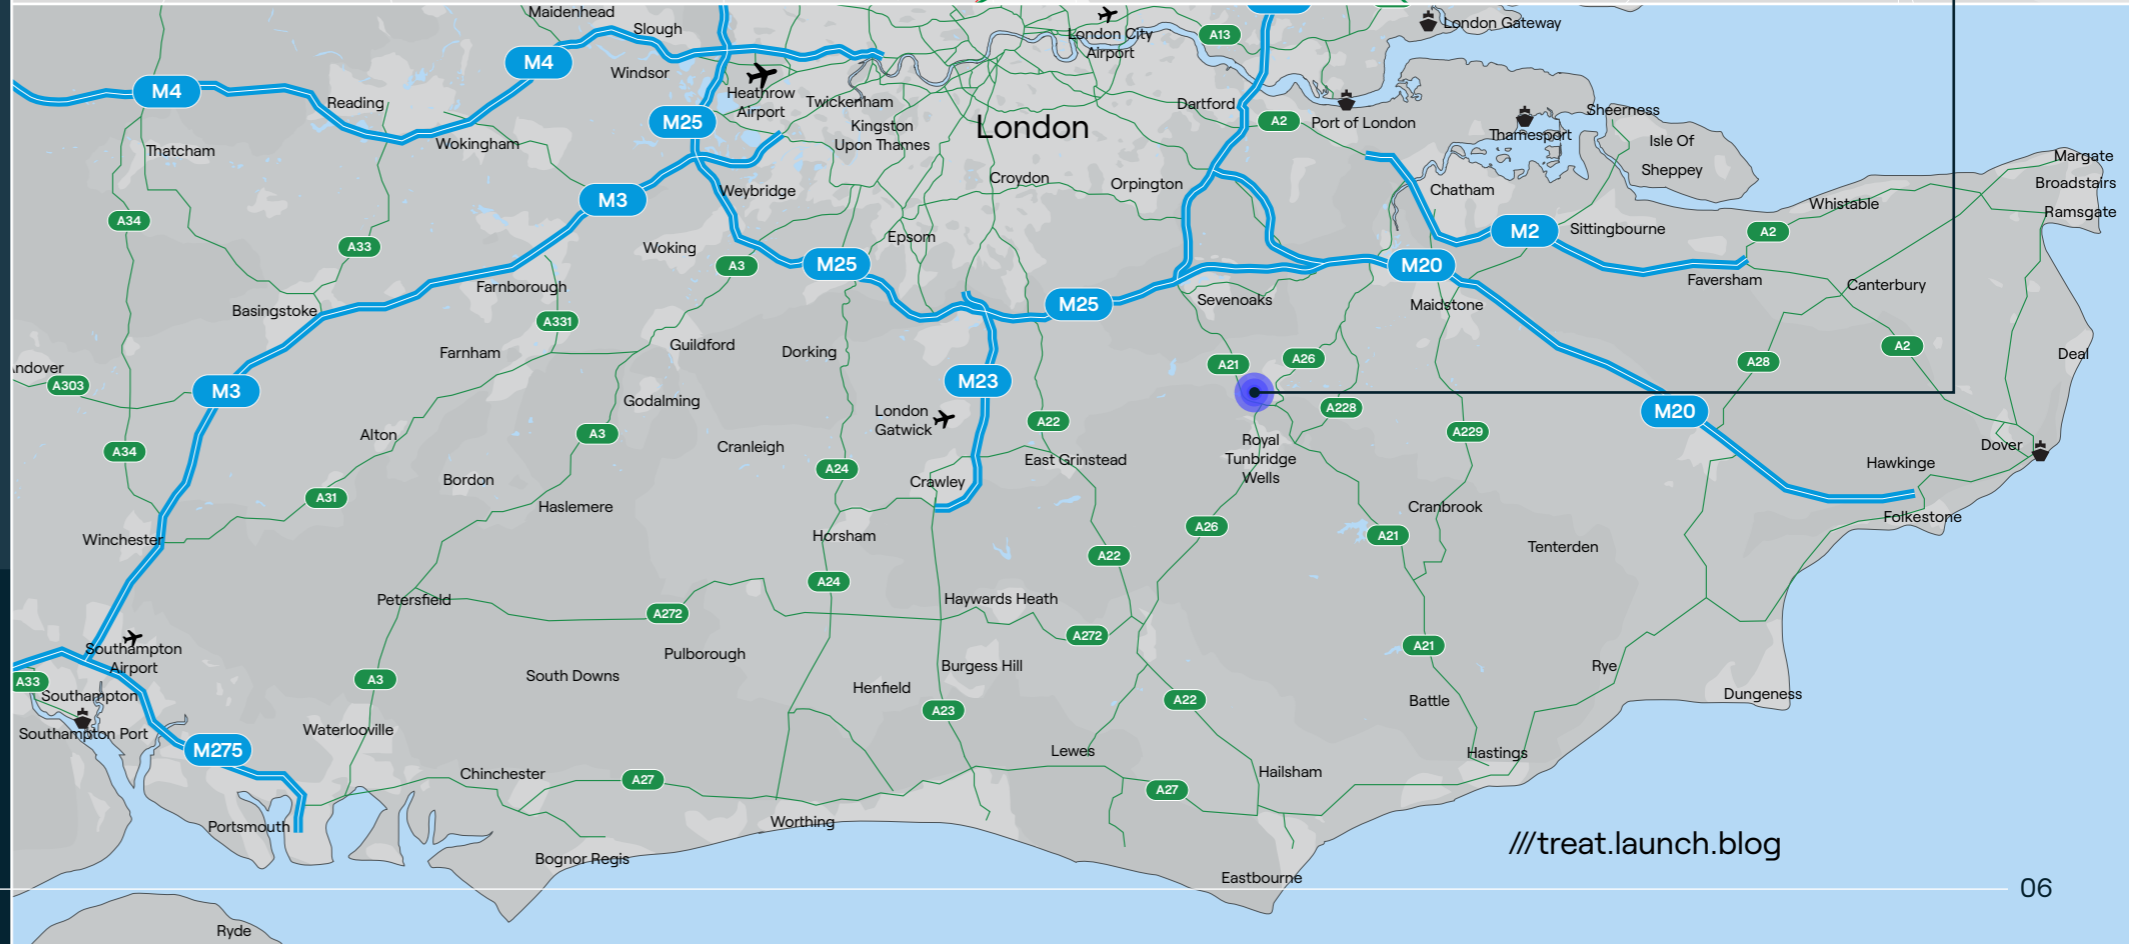 Maidenhead
Slough
London City
Airport
A13
London Gateway
M4
Windsor
M4
Heathrow
Airport
Reading
Twickenham
Dartford
M25
Kingston
Upon Thames
London
A2
Port of London
Thamesport
Sheerness
Isle Of
Sheppey
Thatcham
Wokingham
Margate
Weybridge
Croydon
Orpington
Chatham
Broadstairs
M3
Whistable
Ramsgate
A34
A33
Woking
Epsom
M2
Sittingbourne
A2
A3
M25
M20
Farnborough
Faversham
Canterbury
Basingstoke
M25
Sevenoaks
Maidstone
A331
Farnham
Guildford
Dorking
A2
Deal
ndover
A303
A21
A26
A28
M3
M23
Godalming
London
Gatwick
A228
M20
A34
Alton
A3
Cranleigh
A22
A229
Royal
Tunbridge
Wells
Dover
East Grinstead
Hawkinge
A24
Bordon
Crawley
A31
Haslemere
Cranbrook
Folkestone
Winchester
Horsham
A26
A21
Tenterden
A22
A24
Petersfield
A272
Haywards Heath
A272
Southampton
Airport
Pulborough
Burgess Hill
A21
Rye
South Downs
A33
Southampton
A3
Henfield
A22
Battle
Dungeness
A23
Southampton Port
Waterlooville
M275
Lewes
Hastings
Chinchester
A27
Hailsham
A27
Portsmouth
Worthing
///treat.launch.blog
Bognor Regis
Eastbourne
06
Ryde